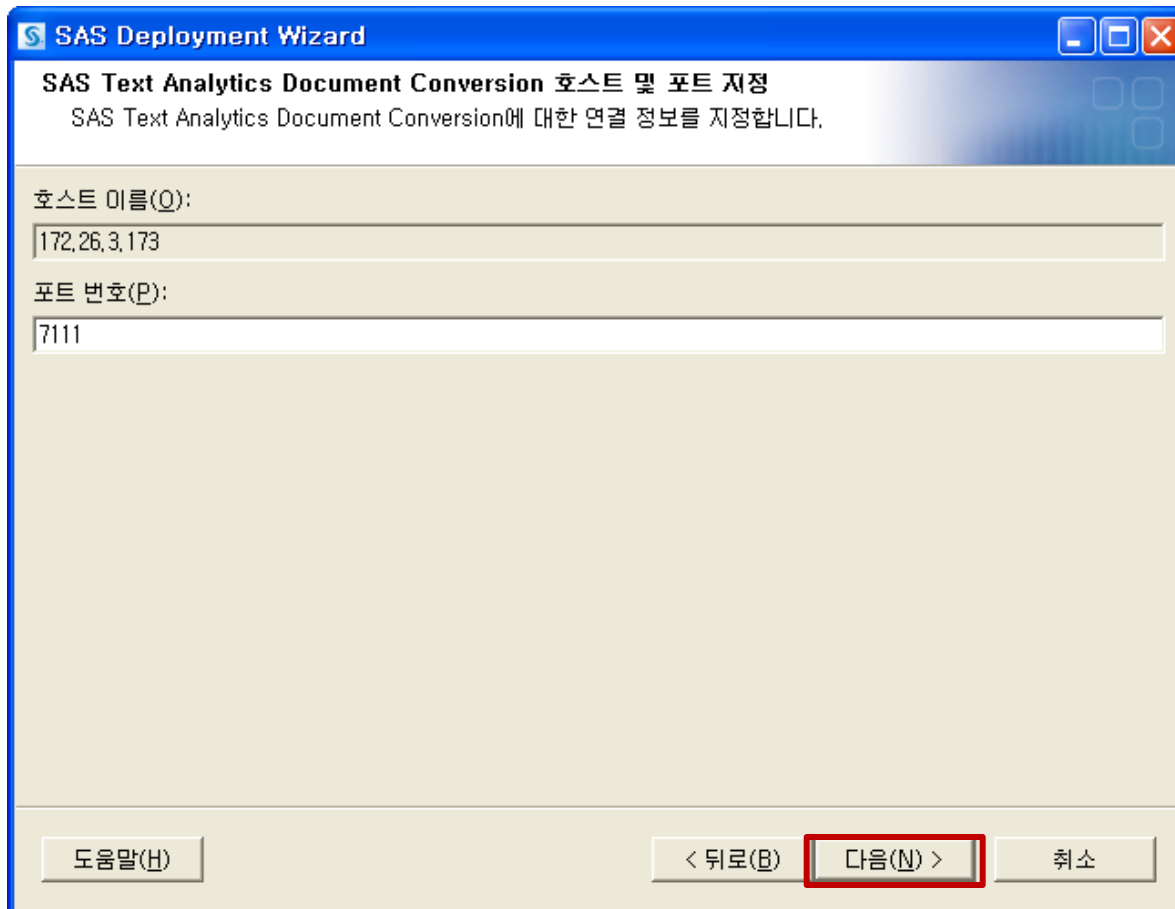 SAS Deployment Wizard
SAS Text Analytics Document Conversion 호스트 및 포트 지정
SAS Text Analytics Document Conversion에 대한 연결 정보를 지정합니다.
호스트 이름(O):
172.26.3.173
포트 번호(P):
7111
도움말(H) < 뒤로(B) 다음(N) > 취소